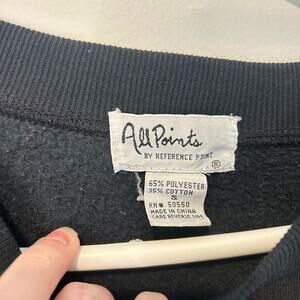 All Points
BY REFERENCE POINT
®
65% POLYESTER
35% COTTON
S
RN# 50550
MADE IN CHINA
CARE REVERSE SIDE